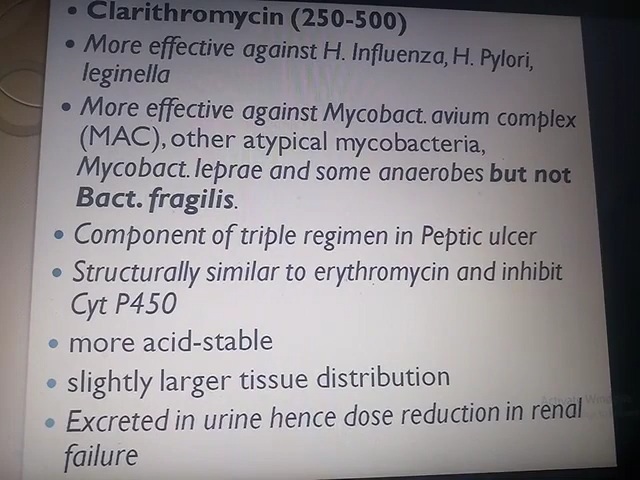 • Clarithromycin (250-500)
• More effective against H. Influenza, H. Pylori,
leginella
• More effective against Mycobact. avium complex
(MAC), other atypical mycobacteria,
Mycobact. leprae and some anaerobes but not
Bact. fragilis.
• Component of triple regimen in Peptic ulcer
• Structurally similar to erythromycin and inhibit
Cyt P450
• more acid-stable
• slightly larger tissue distribution
• Excreted in urine hence dose reduction in renal
failure